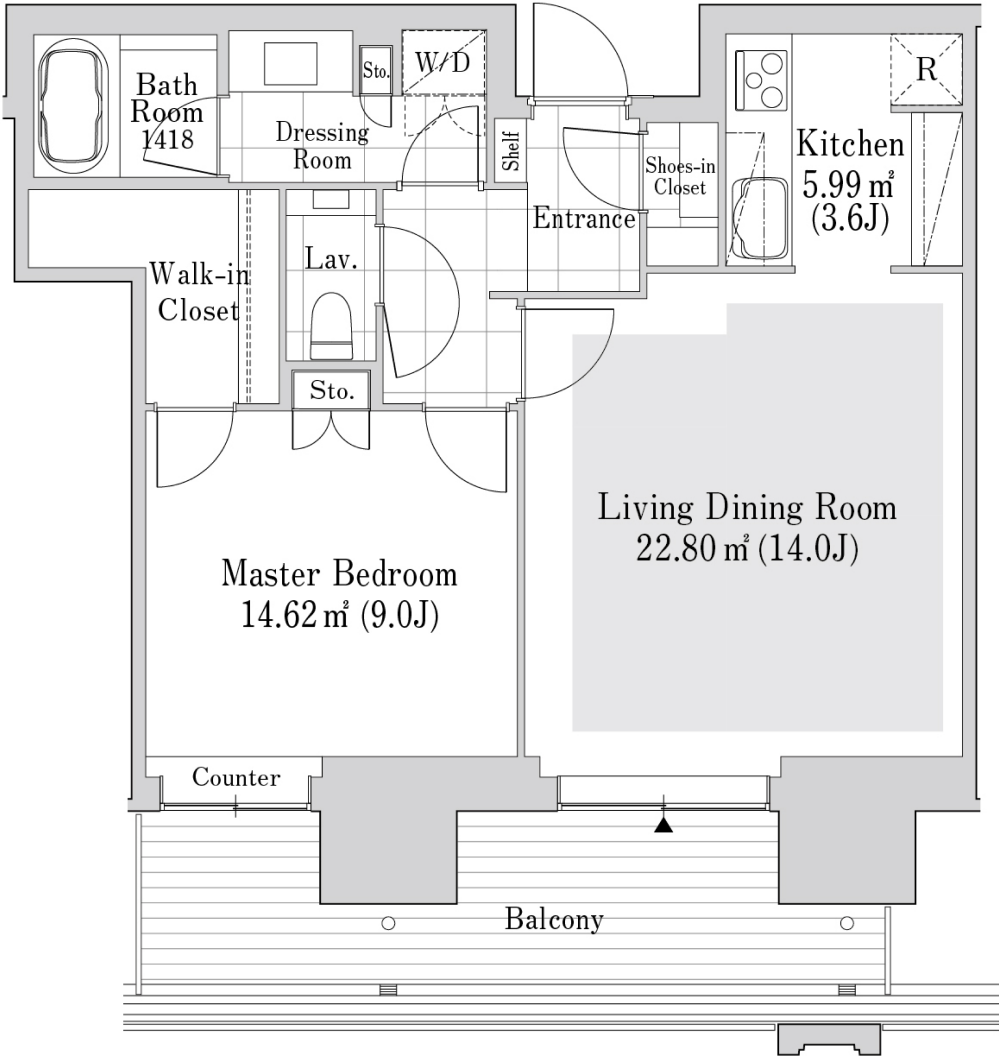 Bath
Room
1418
Dressing
Room
Sto.
W/D
Shelf
Entrance
Shoes-in
Closet
R
Kitchen
5.99㎡
(3.6J)
Walk-in
Closet
Lav.
Sto.
Living Dining Room
22.80㎡(14.0J)
Master Bedroom
14.62㎡(9.0J)
Counter
Balcony